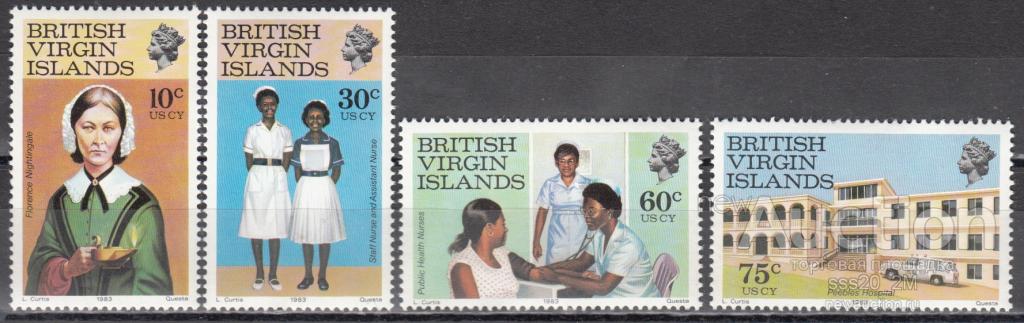 BRITISH
VIRGIN
ISLANDS
10c
US CY
Florence Nightingale
L. Curtis 1983 Questa
BRITISH
VIRGIN
ISLANDS
30c
US CY
Staff Nurse and Assistant Nurse
L. Curtis 1983 Questa
BRITISH
VIRGIN
ISLANDS
60c
US CY
Public Health Nurses
L. Curtis 1983 Questa
BRITISH
VIRGIN
ISLANDS
75c
US CY
Peebles Hospital
L. Curtis Questa
Auction
торговая площадка
sss20_2M